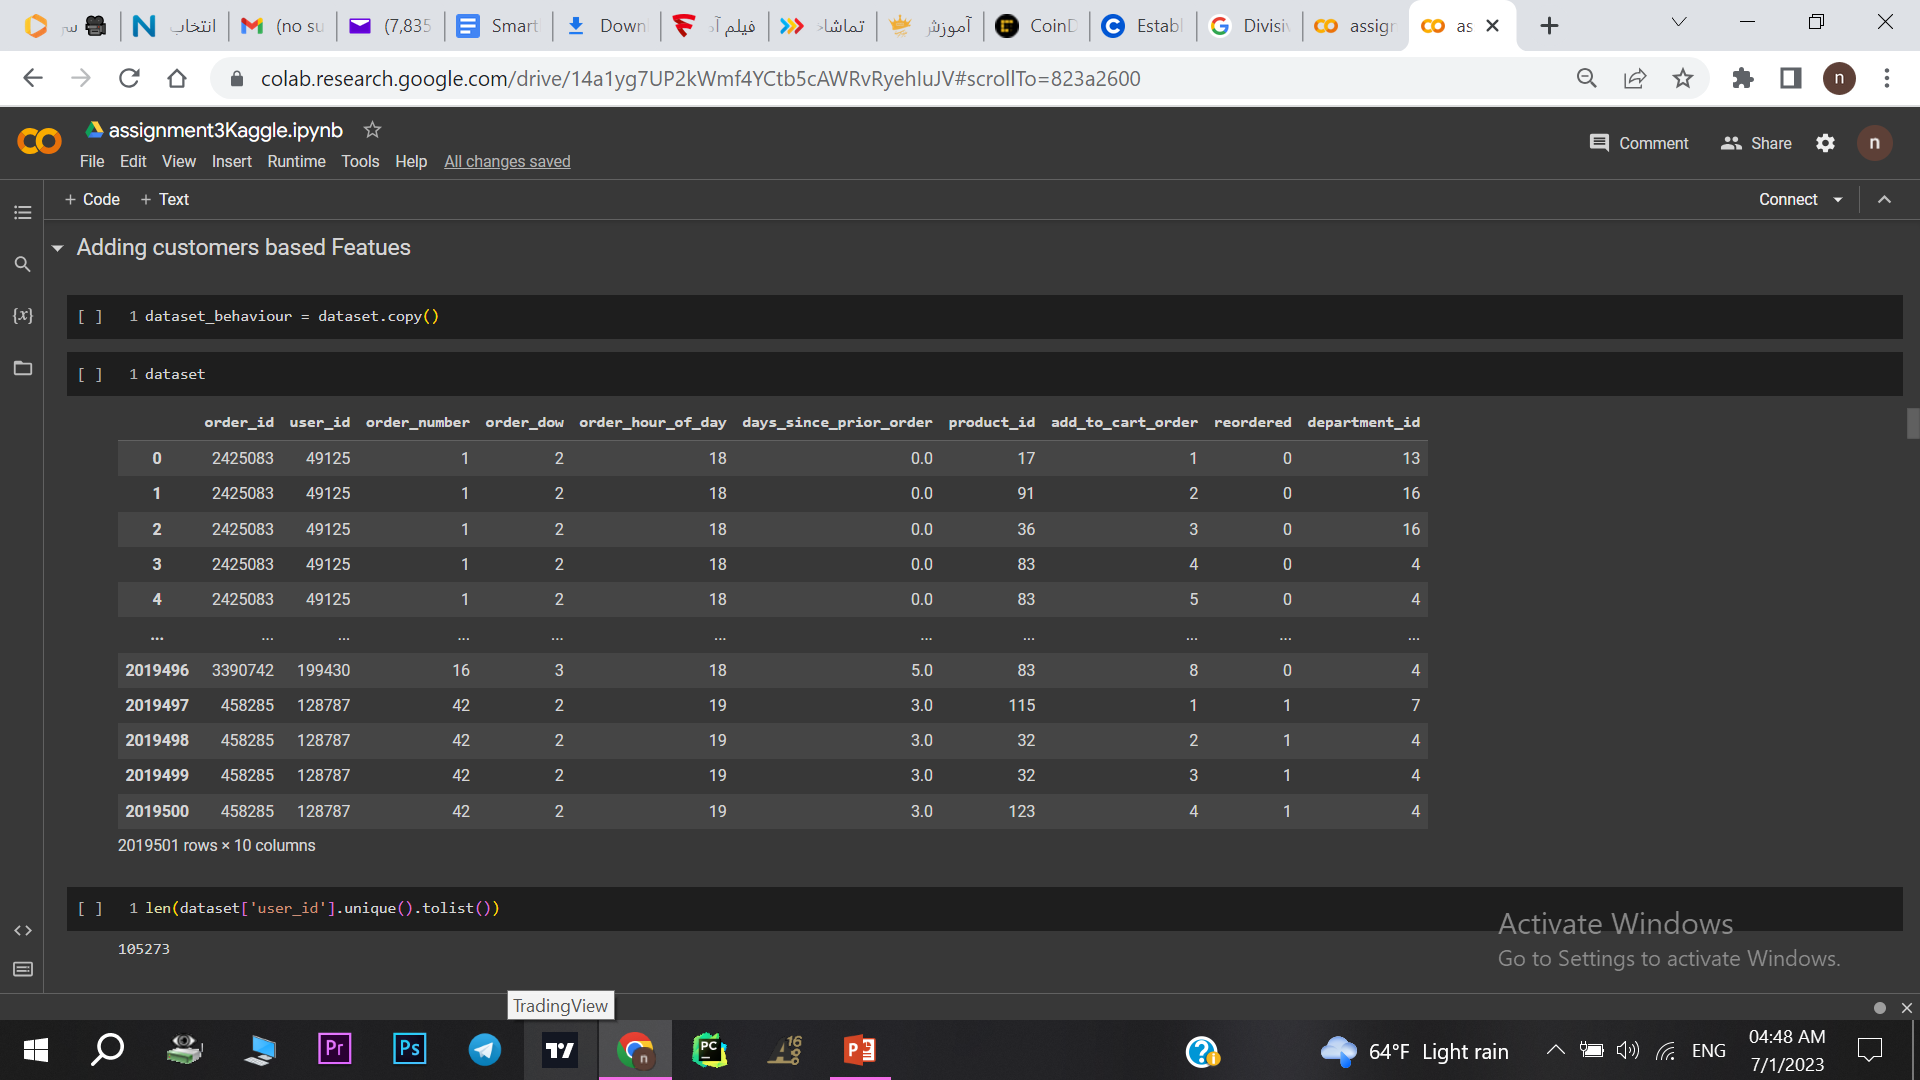 سر انتخاب (no su (7,835 Smart Down فیلم آ تماشا آموزش CoinD Establ Divisi assign as
colab.research.google.com/drive/14a1yg7UP2kWmf4YCtb5cAWRvRyehIuJV#scrollTo=823a2600 n
assignment3Kaggle.ipynb
Comment Share n
File Edit View Insert Runtime Tools Help All changes saved
+ Code + Text Connect
Adding customers based Featues
[ ] 1 dataset_behaviour = dataset.copy()
[ ] 1 dataset
order_id user_id order_number order_dow order_hour_of_day days_since_prior_order product_id add_to_cart_order reordered department_id
0 2425083 49125 1 2 18 0.0 17 1 0 13
1 2425083 49125 1 2 18 0.0 91 2 0 16
2 2425083 49125 1 2 18 0.0 36 3 0 16
3 2425083 49125 1 2 18 0.0 83 4 0 4
4 2425083 49125 1 2 18 0.0 83 5 0 4
... ... ... ... ... ... ... ... ... ... ...
2019496 3390742 199430 16 3 18 5.0 83 8 0 4
2019497 458285 128787 42 2 19 3.0 115 1 1 7
2019498 458285 128787 42 2 19 3.0 32 2 1 4
2019499 458285 128787 42 2 19 3.0 32 3 1 4
2019500 458285 128787 42 2 19 3.0 123 4 1 4
2019501 rows × 10 columns
[ ] 1 len(dataset['user_id'].unique().tolist())
105273
Activate Windows
Go to Settings to activate Windows.
TradingView
64°F Light rain ENG
04:48 AM
7/1/2023